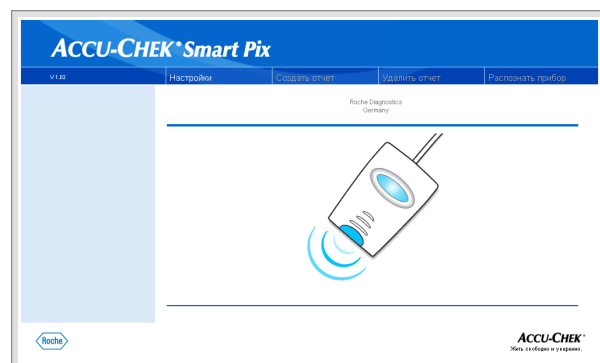 ACCU-CHEK® Smart Pix
V 1.02 Настройки Создать отчет Удалить отчет Распознать прибор
Roche Diagnostics
Germany
Roche
ACCU-CHEK®
Жить свободно и уверенно.